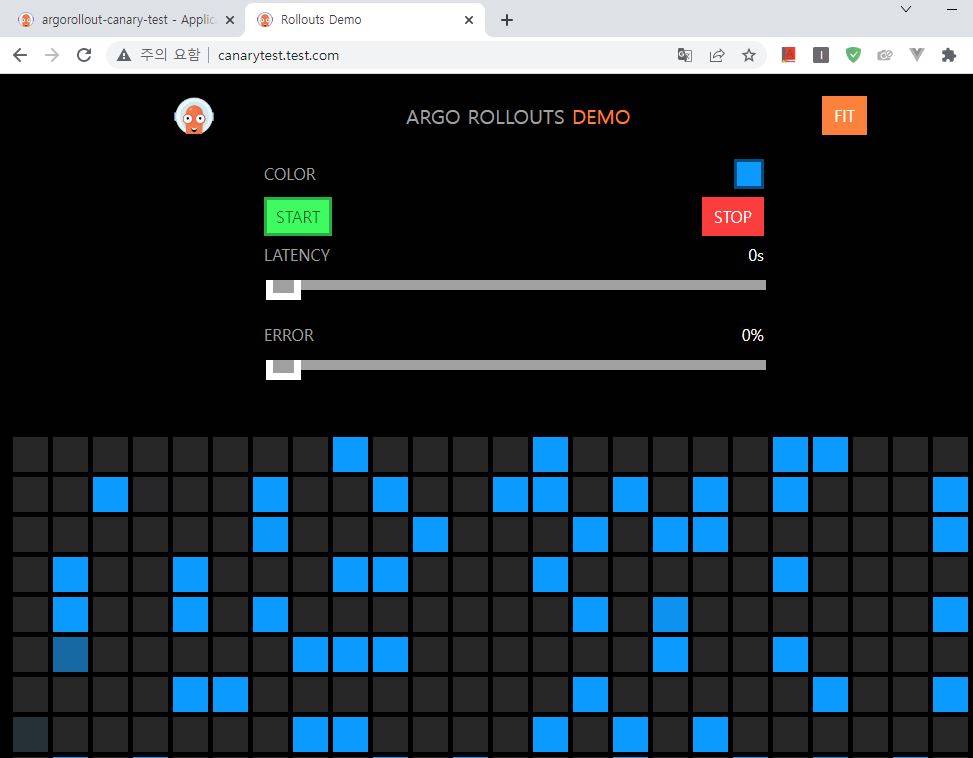 argorollout-canary-test - Applic
Rollouts Demo
주의 요함
canarytest.test.com
ARGO ROLLOUTS DEMO
FIT
COLOR
START
STOP
LATENCY
0s
ERROR
0%